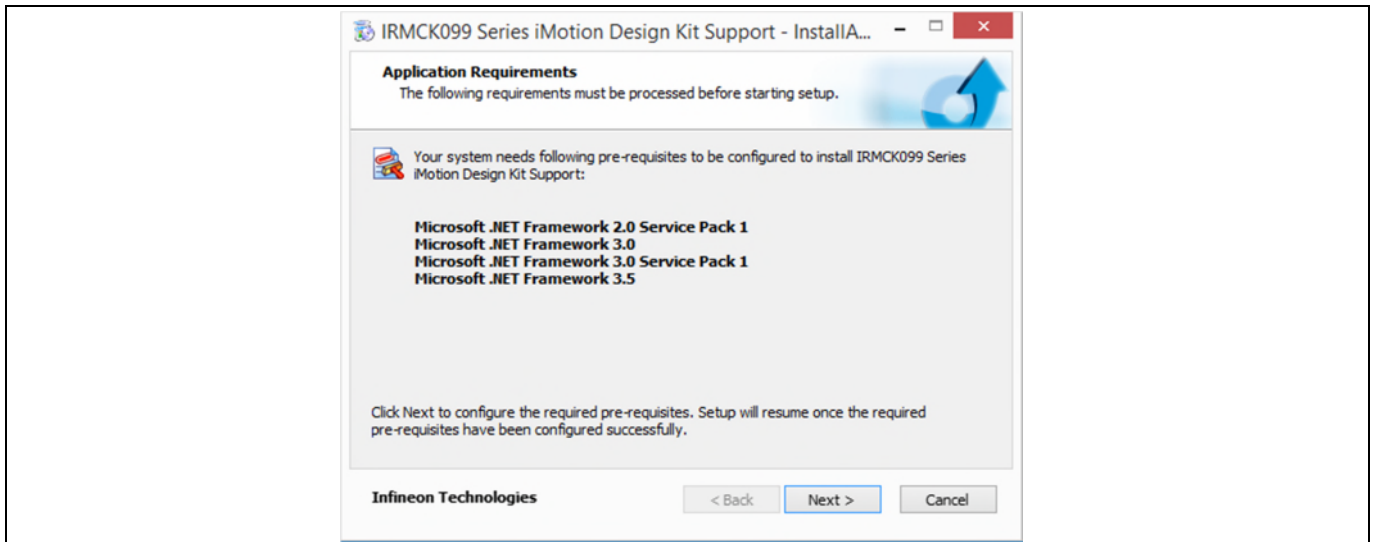 IRMCK099 Series iMotion Design Kit Support - InstallA...
Application Requirements
The following requirements must be processed before starting setup.
Your system needs following pre-requisites to be configured to install IRMCK099 Series
iMotion Design Kit Support:
Microsoft .NET Framework 2.0 Service Pack 1
Microsoft .NET Framework 3.0
Microsoft .NET Framework 3.0 Service Pack 1
Microsoft .NET Framework 3.5
Click Next to configure the required pre-requisites. Setup will resume once the required
pre-requisites have been configured successfully.
Infineon Technologies
< Back
Next >
Cancel